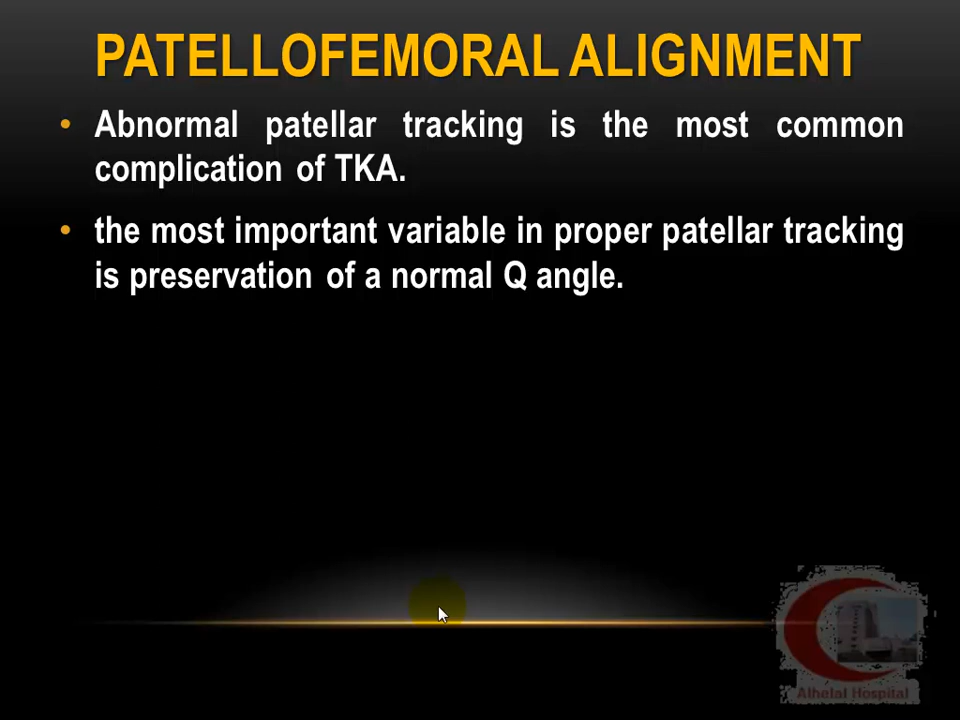 PATELLOFEMORAL ALIGNMENT
• Abnormal patellar tracking is the most common
complication of TKA.
• the most important variable in proper patellar tracking
is preservation of a normal Q angle.
Alhelal Hospital